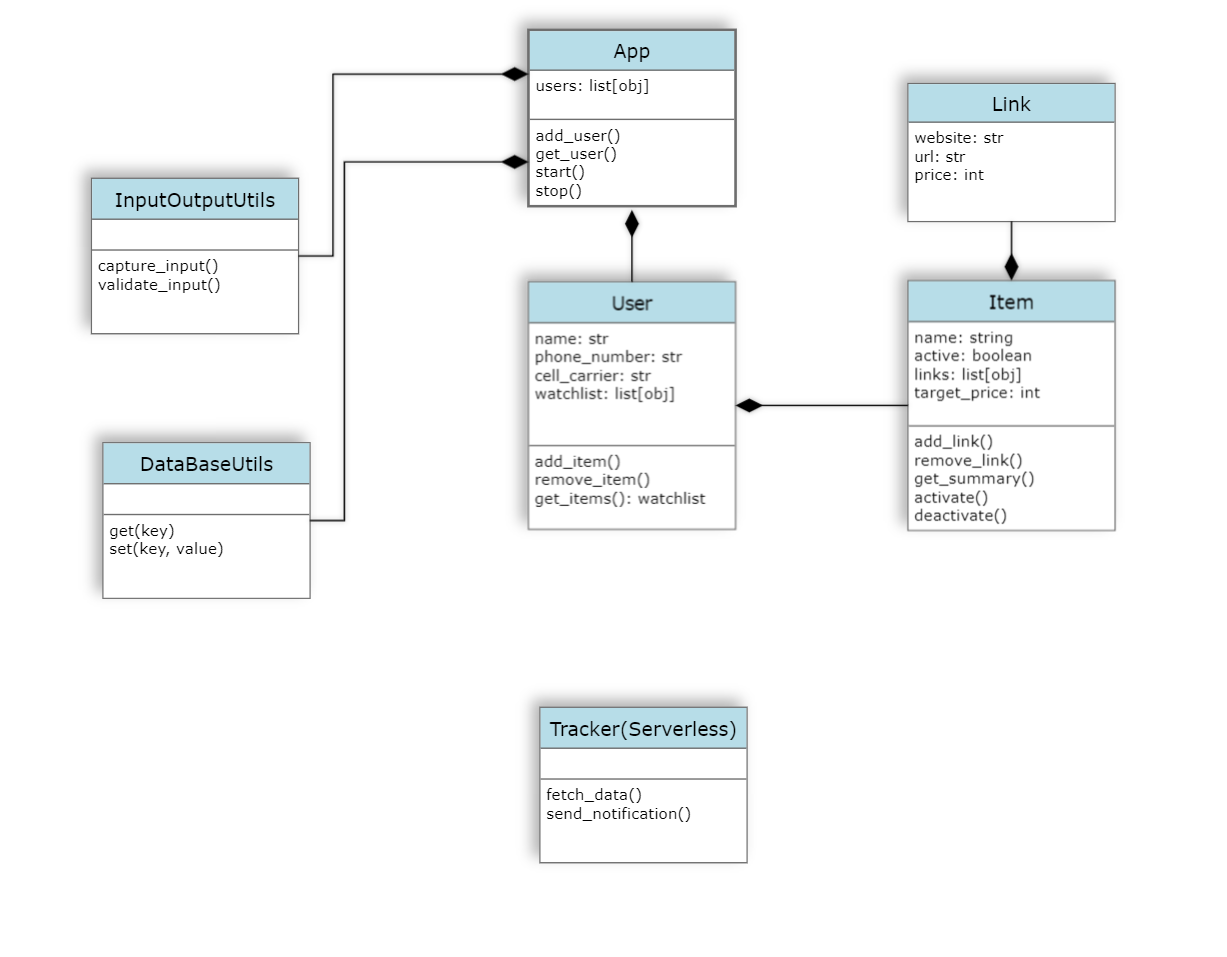 App
users: list[obj]
add_user()
get_user()
start()
stop()
Link
website: str
url: str
price: int
InputOutputUtils
capture_input()
validate_input()
User
name: str
phone_number: str
cell_carrier: str
watchlist: list[obj]
add_item()
remove_item()
get_items(): watchlist
Item
name: string
active: boolean
links: list[obj]
target_price: int
add_link()
remove_link()
get_summary()
activate()
deactivate()
DataBaseUtils
get(key)
set(key, value)
Tracker(Serverless)
fetch_data()
send_notification()